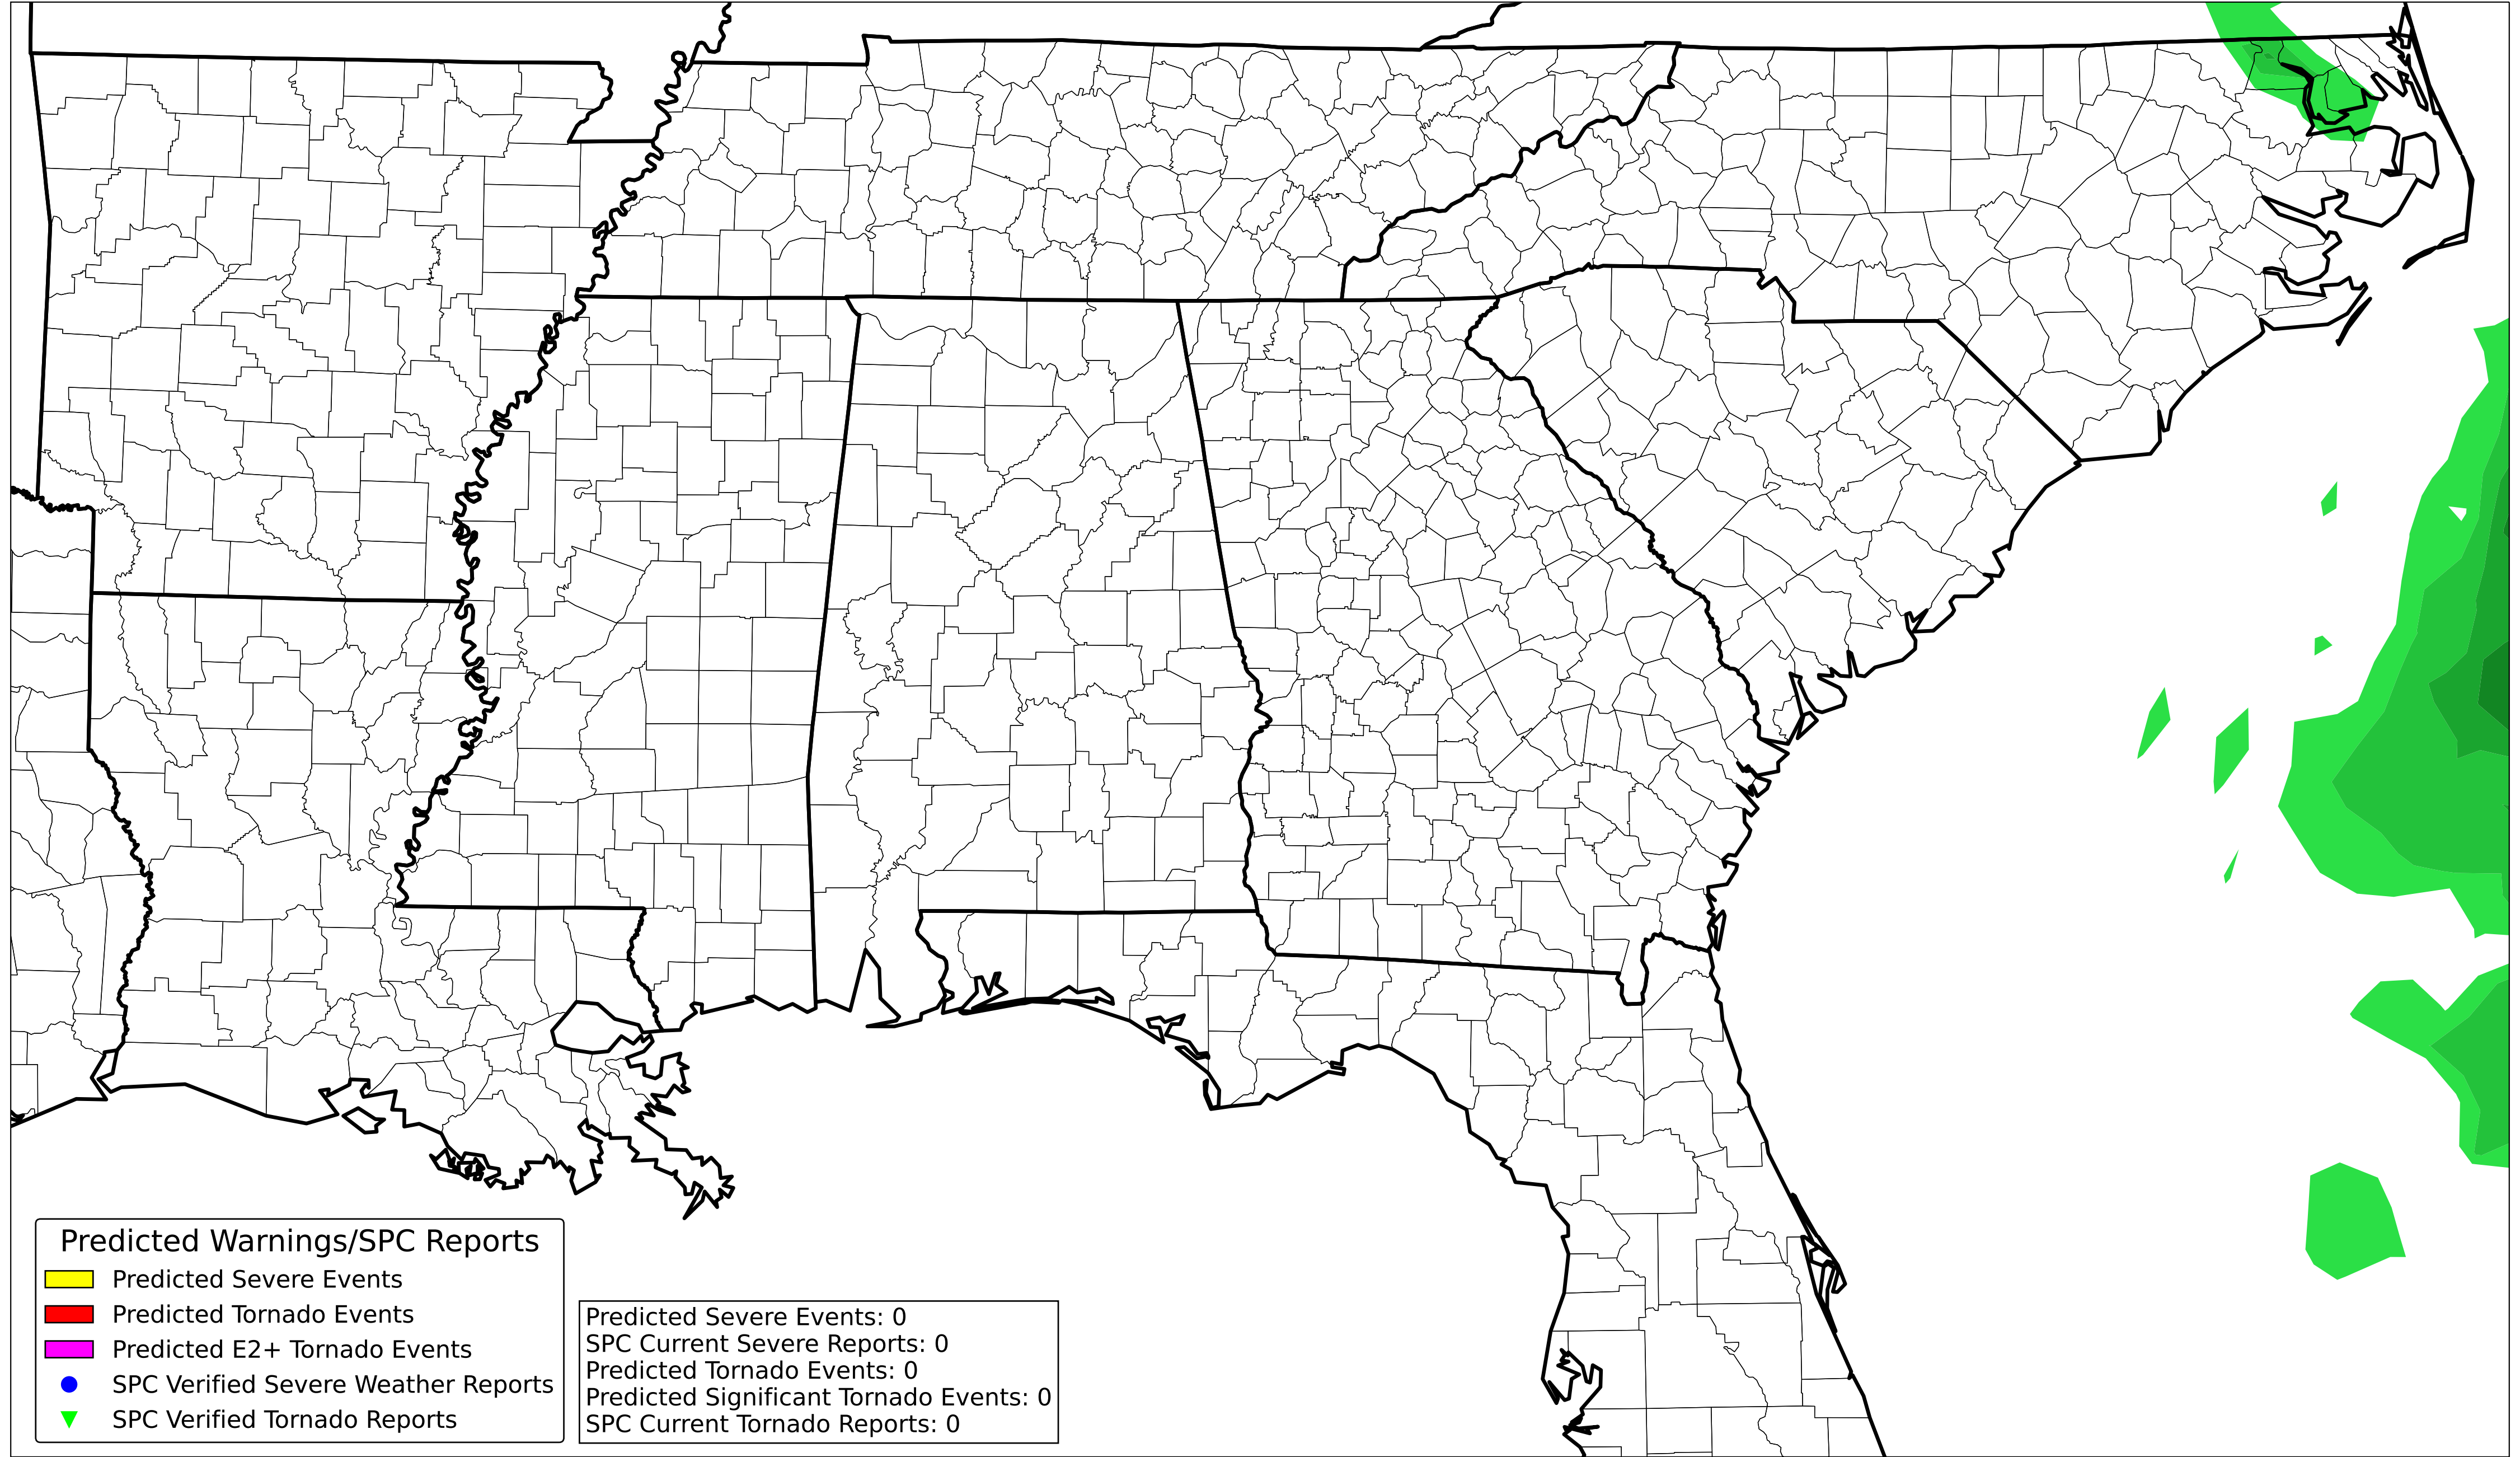 Predicted Warnings/SPC Reports
Predicted Severe Events
Predicted Tornado Events
Predicted E2+ Tornado Events
SPC Verified Severe Weather Reports
SPC Verified Tornado Reports
Predicted Severe Events: 0
SPC Current Severe Reports: 0
Predicted Tornado Events: 0
Predicted Significant Tornado Events: 0
SPC Current Tornado Reports: 0